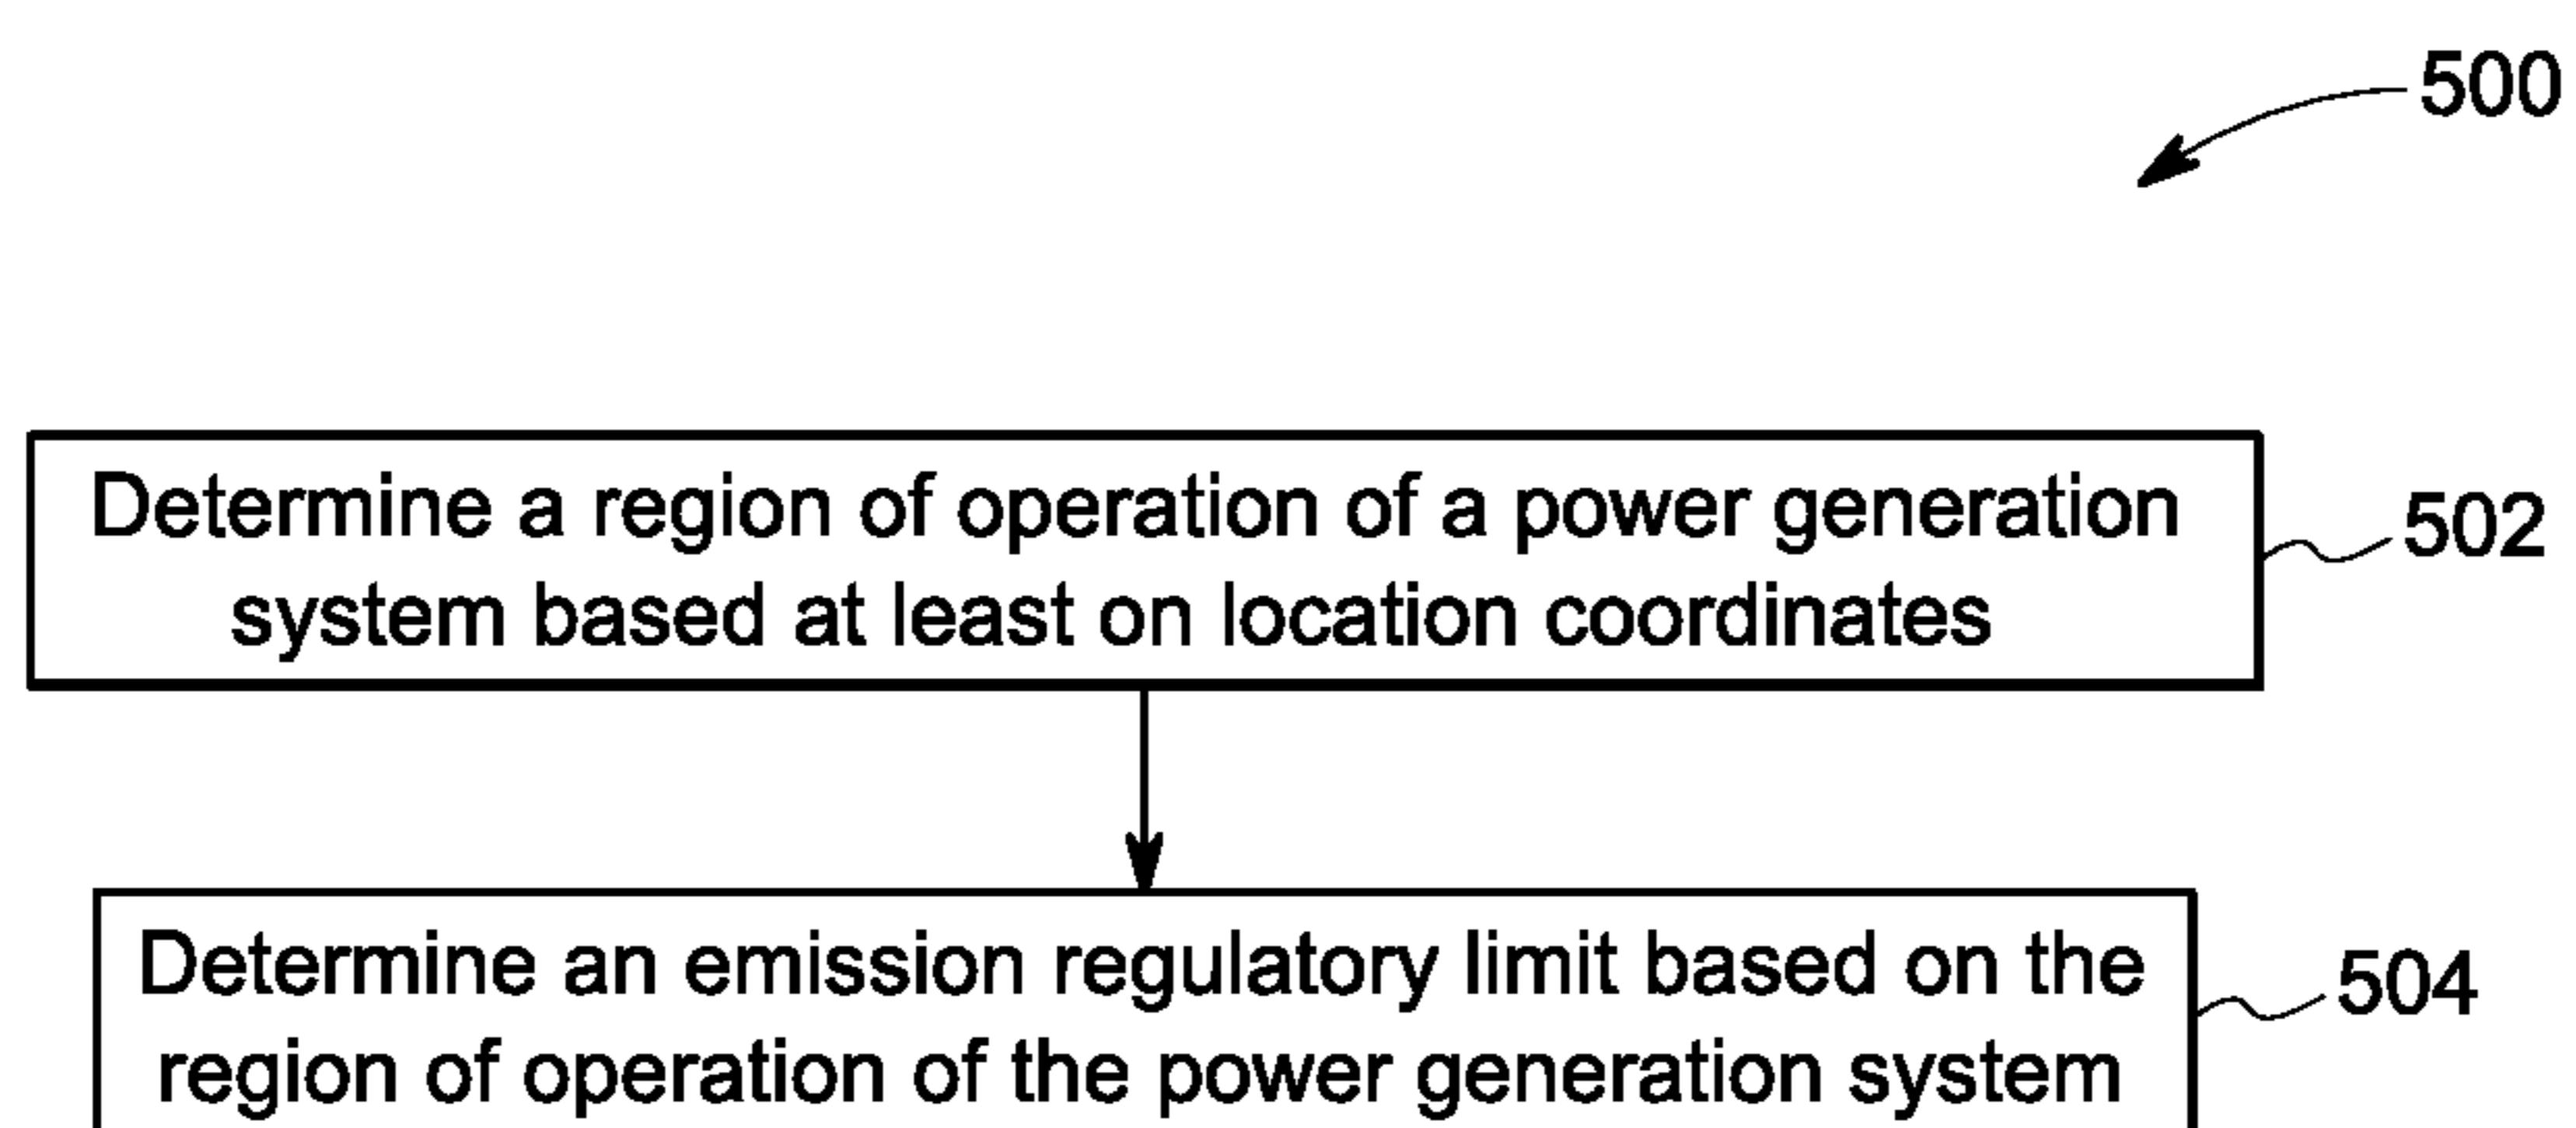 500
Determine a region of operation of a power generation
system based at least on location coordinates
502
Determine an emission regulatory limit based on the
region of operation of the power generation system
504